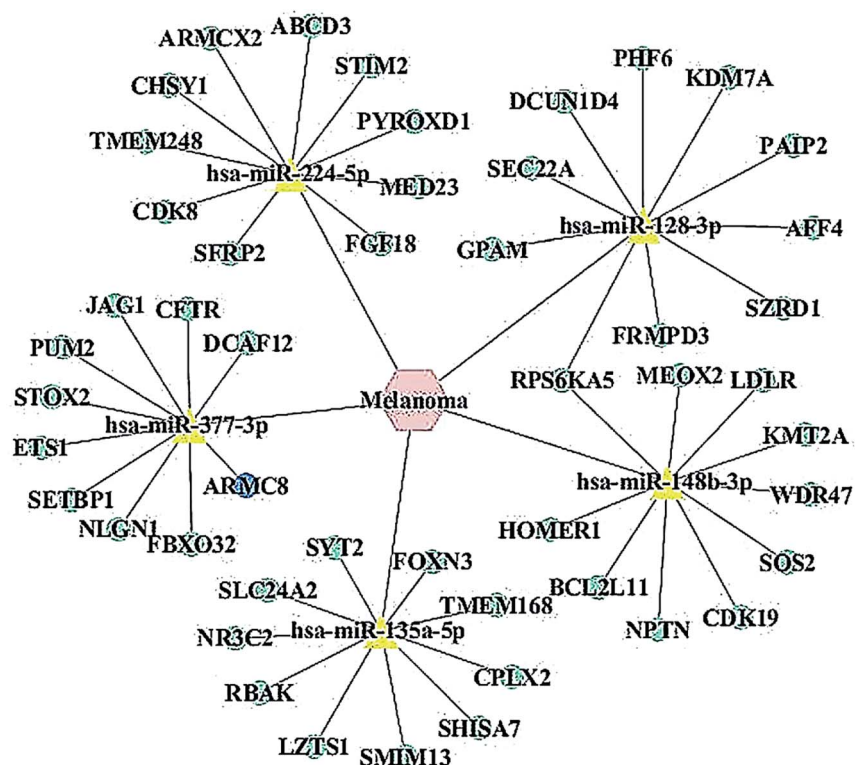 ABCD3
ARMCX2
STIM2
CHSY1
PYROXD1
TMEM248
hsa-miR-224-5p
MED23
CDK8
SFRP2
FGF18
PHF6
KDM7A
DCUN1D4
PAIP2
SEC22A
hsa-miR-128-3p
AFF4
GPAM
SZRD1
FRMPD3
RPS6KA5
JAG1
CFTR
PUM2
DCAF12
STOX2
hsa-miR-377-3p
ETS1
ARMC8
SETBP1
NLGN1
FBXO32
Melanoma
MEOX2
LDLR
KMT2A
hsa-miR-148b-3p
WDR47
HOMER1
SOS2
BCL2L11
CDK19
NPTN
SYT2
FOXN3
SLC24A2
TMEM168
NR3C2
hsa-miR-135a-5p
CPLX2
RBAK
SHISA7
LZTS1
SMIM13